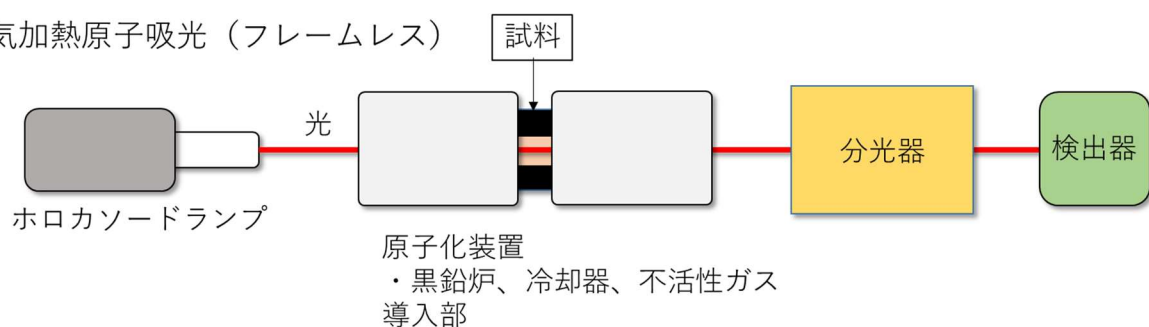 気加熱原子吸光（フレームレス）
試料
光
分光器
検出器
ホロカソードランプ
原子化装置
・黒鉛炉、冷却器、不活性ガス
導入部